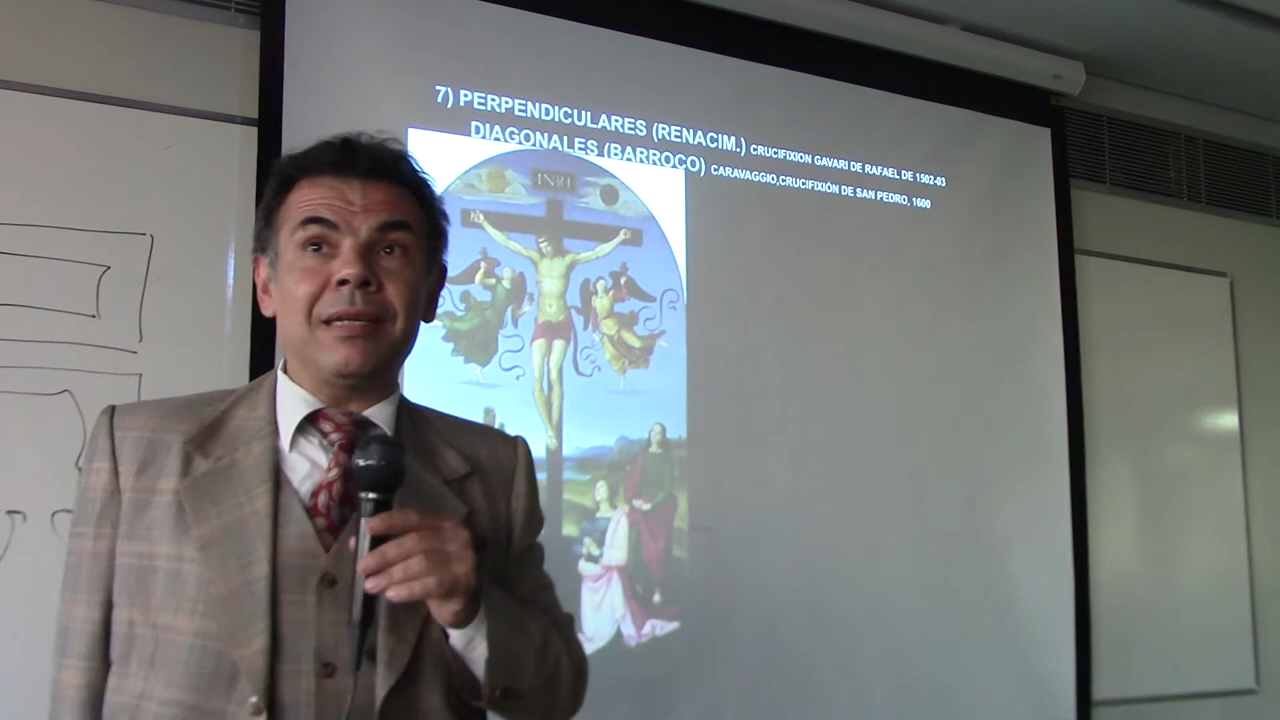 7) PERPENDICULARES (RENACIM.) CRUCIFIXION GAVARI DE RAFAEL DE 1502-03
DIAGONALES (BARROCO) CARAVAGGIO,CRUCIFIXIÓN DE SAN PEDRO, 1600
INRI